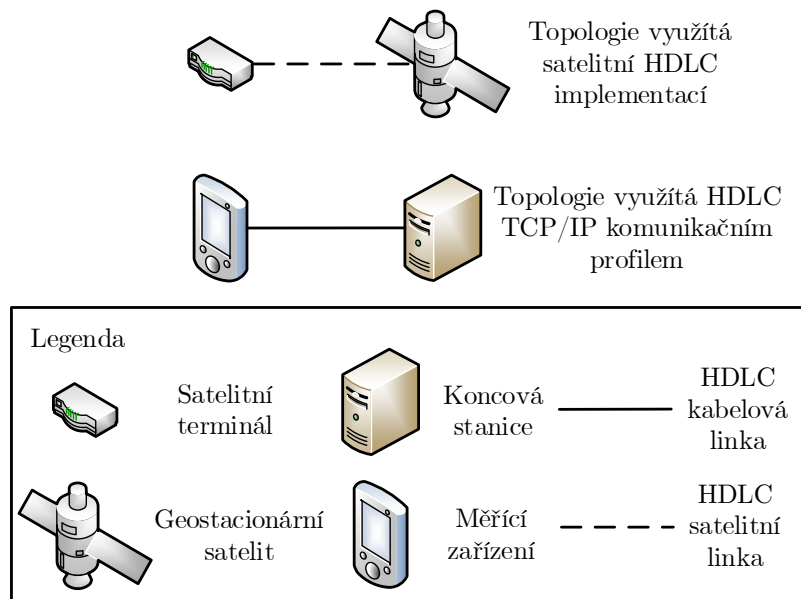 Topologie využítá
satelitní HDLC
implementací
Topologie využítá HDLC
TCP/IP komunikačním
profilem
Legenda
Satelitní
terminál
Koncová
stanice
HDLC
kabelová
linka
Geostacionární
satelit
Měřící
zařízení
HDLC
satelitní
linka